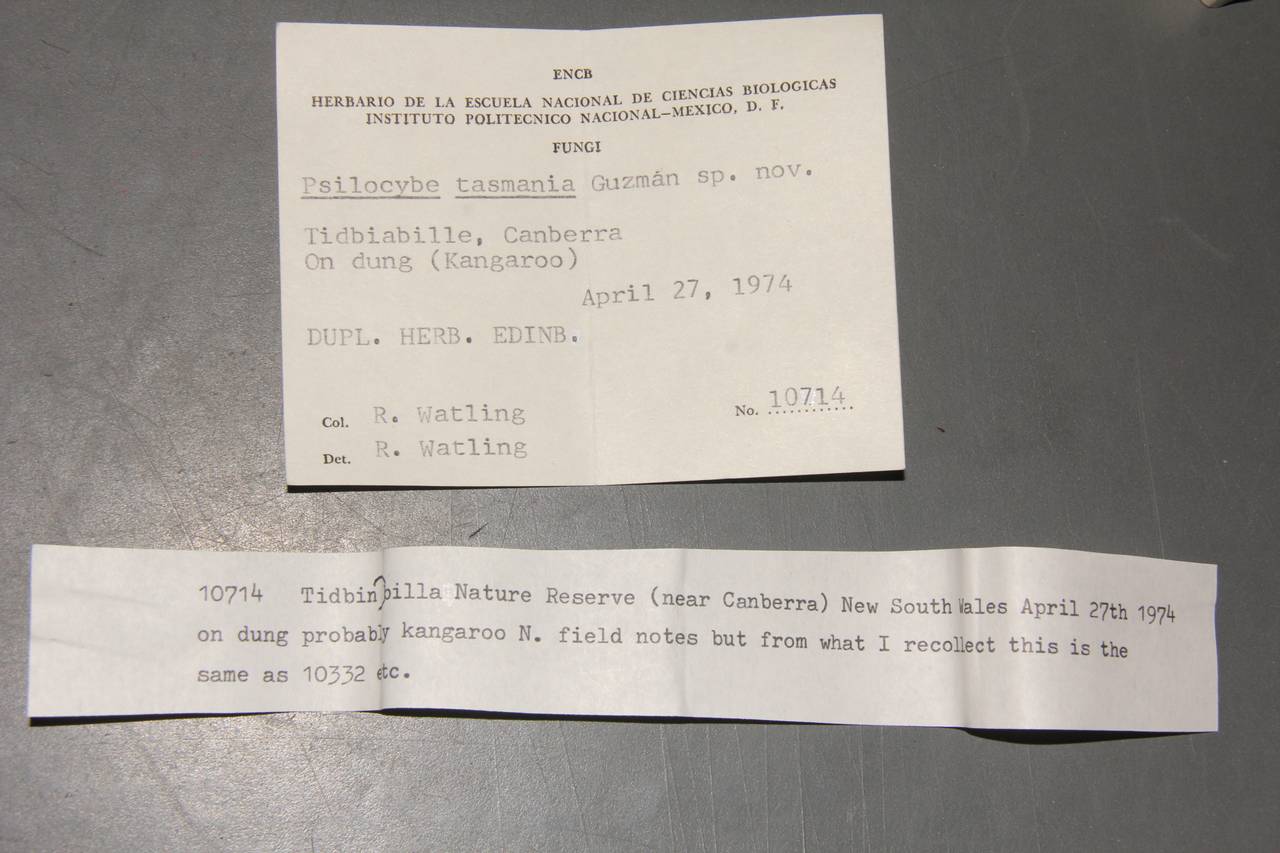 ENCB
HERBARIO DE LA ESCUELA NACIONAL DE CIENCIAS BIOLOGICAS
INSTITUTO POLITECNICO NACIONAL—MEXICO, D. F.
FUNGI
Psilocybe tasmania Guzmán sp. nov.
Tidbiabille, Canberra
On dung (Kangaroo)
April 27, 1974
DUPL. HERB. EDINB.
Col. R. Watling
No. 10714
Det. R. Watling
10714 Tidbinbilla Nature Reserve (near Canberra) New South Wales April 27th 1974
on dung probably kangaroo N. field notes but from what I recollect this is the
same as 10332 etc.